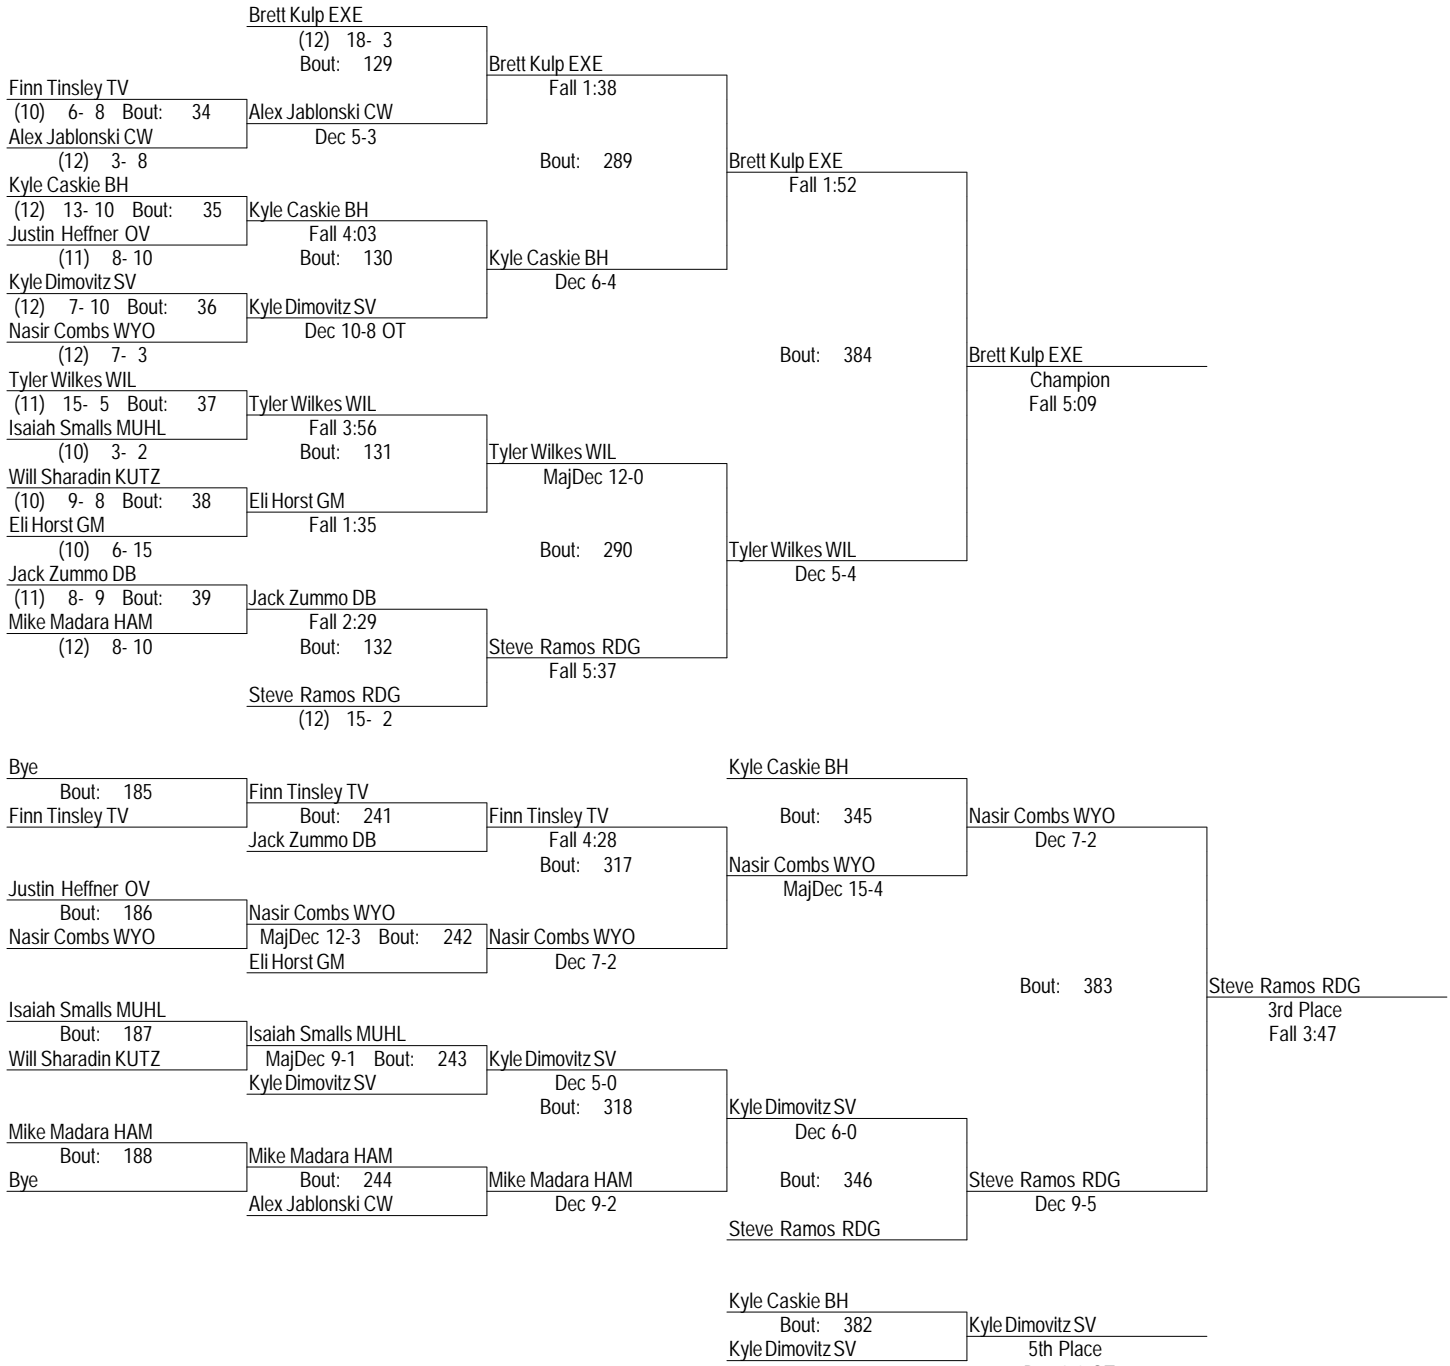 Brett Kulp EXE
(12) 18- 3
Bout: 129 Brett Kulp EXE
Finn Tinsley TV Fall 1:38
(10) 6- 8 Bout: 34 Alex Jablonski CW
Alex Jablonski CW Dec 5-3
(12) 3- 8 Bout: 289 Brett Kulp EXE
Kyle Caskie BH Fall 1:52
(12) 13- 10 Bout: 35 Kyle Caskie BH
Justin Heffner OV Fall 4:03
(11) 8- 10 Bout: 130 Kyle Caskie BH
Kyle Dimovitz SV Dec 6-4
(12) 7- 10 Bout: 36 Kyle Dimovitz SV
Nasir Combs WYO Dec 10-8 OT
(12) 7- 3 Bout: 384 Brett Kulp EXE
Tyler Wilkes WIL Champion
(11) 15- 5 Bout: 37 Tyler Wilkes WIL Fall 5:09
Isaiah Smalls MUHL Fall 3:56
(10) 3- 2 Bout: 131 Tyler Wilkes WIL
Will Sharadin KUTZ MajDec 12-0
(10) 9- 8 Bout: 38 Eli Horst GM
Eli Horst GM Fall 1:35
(10) 6- 15 Bout: 290 Tyler Wilkes WIL
Jack Zummo DB Dec 5-4
(11) 8- 9 Bout: 39 Jack Zummo DB
Mike Madara HAM Fall 2:29
(12) 8- 10 Bout: 132 Steve Ramos RDG
Fall 5:37
Steve Ramos RDG
(12) 15- 2
Bye Kyle Caskie BH
Bout: 185 Finn Tinsley TV
Finn Tinsley TV Bout: 241 Finn Tinsley TV Bout: 345 Nasir Combs WYO
Jack Zummo DB Fall 4:28 Dec 7-2
Bout: 317 Nasir Combs WYO
Justin Heffner OV MajDec 15-4
Bout: 186 Nasir Combs WYO
Nasir Combs WYO MajDec 12-3 Bout: 242 Nasir Combs WYO
Eli Horst GM Dec 7-2
Bout: 383 Steve Ramos RDG
Isaiah Smalls MUHL 3rd Place
Bout: 187 Isaiah Smalls MUHL Fall 3:47
Will Sharadin KUTZ MajDec 9-1 Bout: 243 Kyle Dimovitz SV
Kyle Dimovitz SV Dec 5-0
Bout: 318 Kyle Dimovitz SV
Mike Madara HAM Dec 6-0
Bout: 188 Mike Madara HAM
Bye Bout: 244 Mike Madara HAM Bout: 346 Steve Ramos RDG
Alex Jablonski CW Dec 9-2 Dec 9-5
Steve Ramos RDG
Kyle Caskie BH
Bout: 382 Kyle Dimovitz SV
Kyle Dimovitz SV 5th Place